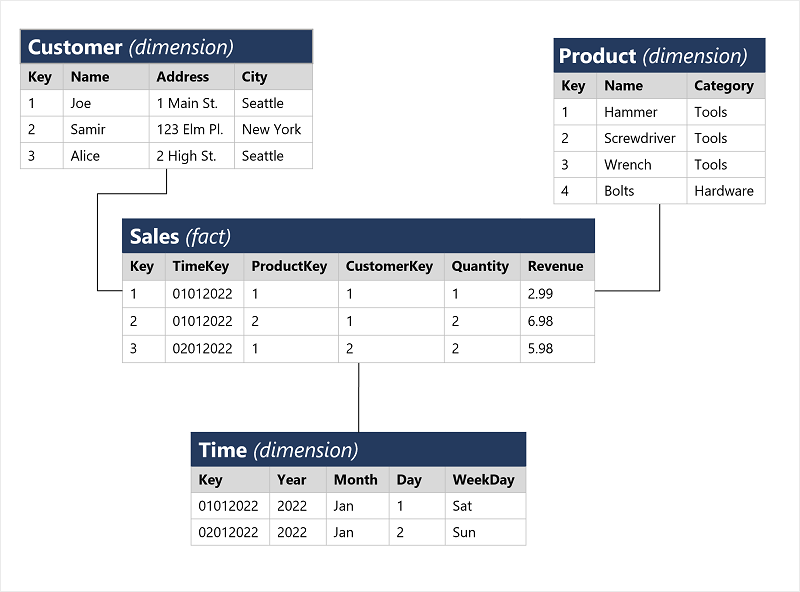 Customer (dimension)
Key Name Address City
1 Joe 1 Main St. Seattle
2 Samir 123 Elm Pl. New York
3 Alice 2 High St. Seattle
Product (dimension)
Key Name Category
1 Hammer Tools
2 Screwdriver Tools
3 Wrench Tools
4 Bolts Hardware
Sales (fact)
Key TimeKey ProductKey CustomerKey Quantity Revenue
1 01012022 1 1 1 2.99
2 01012022 2 1 2 6.98
3 02012022 1 2 2 5.98
Time (dimension)
Key Year Month Day WeekDay
01012022 2022 Jan 1 Sat
02012022 2022 Jan 2 Sun